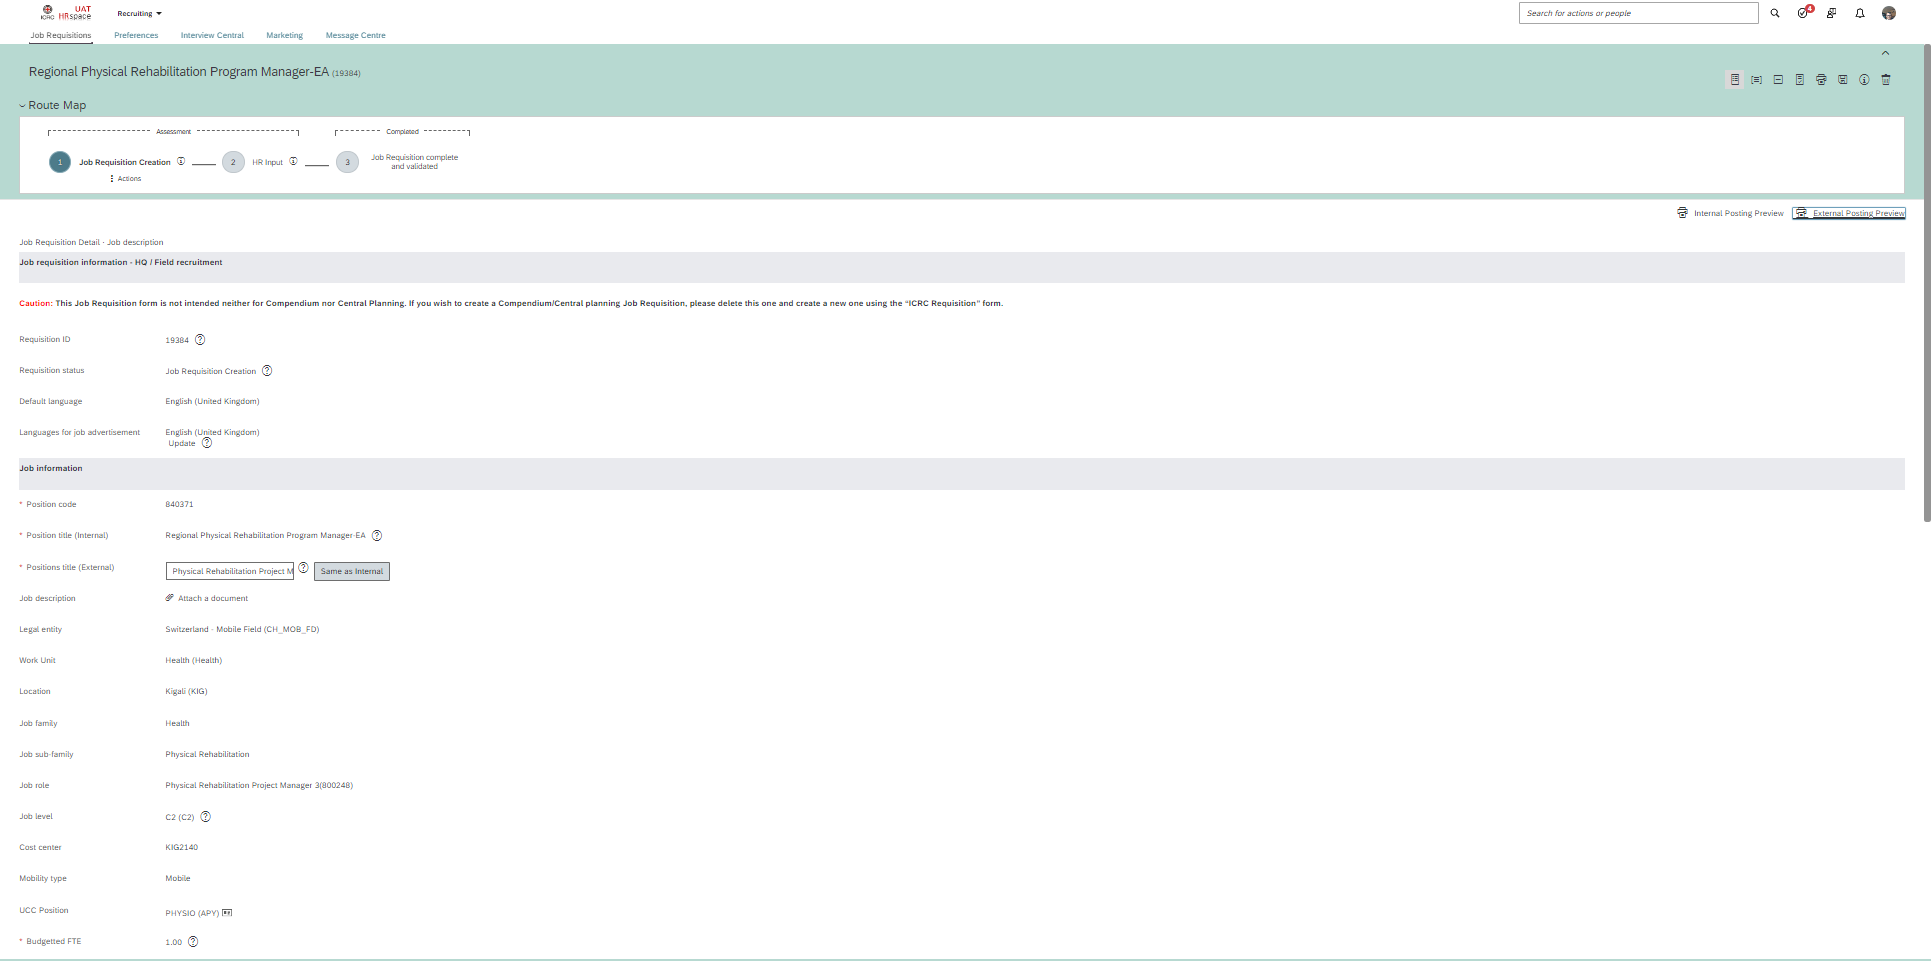 ICRC UAT HRspace Recruiting Search for actions or people 4
Job Requisitions Preferences Interview Central Marketing Message Centre
Regional Physical Rehabilitation Program Manager-EA (19384)
Route Map
Assessment Completed
1 Job Requisition Creation 2 HR Input 3 Job Requisition complete and validated
Actions
Internal Posting Preview External Posting Preview
Job Requisition Detail - Job description
Job requisition information - HQ / Field recruitment
Caution: This Job Requisition form is not intended neither for Compendium nor Central Planning. If you wish to create a Compendium/Central planning Job Requisition, please delete this one and create a new one using the "ICRC Requisition" form.
Requisition ID 19384
Requisition status Job Requisition Creation
Default language English (United Kingdom)
Languages for job advertisement English (United Kingdom)
Update
Job information
* Position code 840371
* Position title (Internal) Regional Physical Rehabilitation Program Manager-EA
* Positions title (External) Physical Rehabilitation Project M Same as Internal
Job description Attach a document
Legal entity Switzerland - Mobile Field (CH_MOB_FD)
Work Unit Health (Health)
Location Kigali (KIG)
Job family Health
Job sub-family Physical Rehabilitation
Job role Physical Rehabilitation Project Manager 3(800248)
Job level C2 (C2)
Cost center KIG2140
Mobility type Mobile
UCC Position PHYSIO (APY)
* Budgetted FTE 1.00